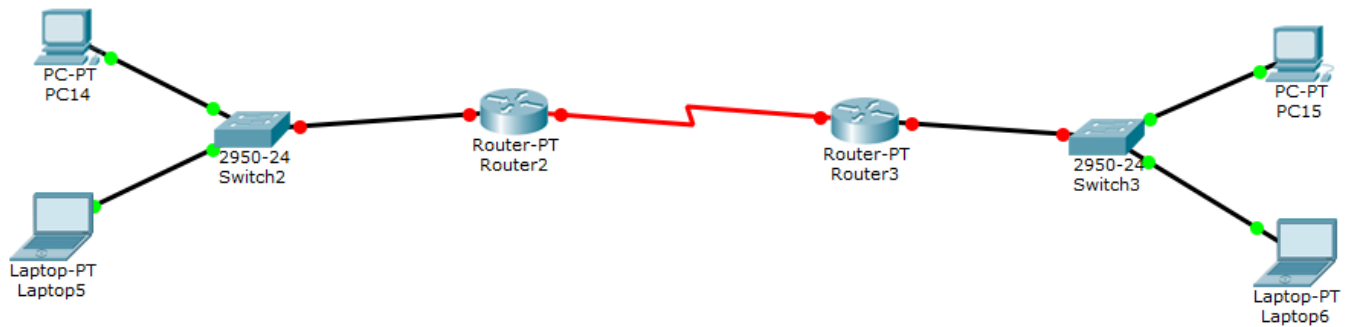 PC-PT
PC14
2950-24
Switch2
Laptop-PT
Laptop5
Router-PT
Router2
Router-PT
Router3
2950-24
Switch3
PC-PT
PC15
Laptop-PT
Laptop6